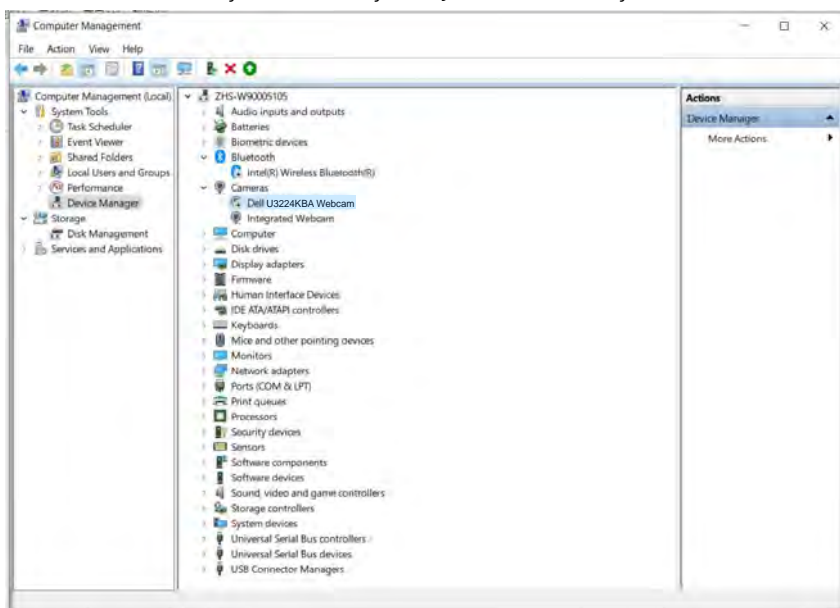 Computer Management
File Action View Help
Computer Management (Local)
System Tools
Task Scheduler
Event Viewer
Shared Folders
Local Users and Groups
Performance
Device Manager
Storage
Disk Management
Services and Applications
ZHS-W90005105
Audio inputs and outputs
Batteries
Biometric devices
Bluetooth
Intel(R) Wireless Bluetooth(R)
Cameras
Dell U3224KBA Webcam
Integrated Webcam
Computer
Disk drives
Display adapters
Firmware
Human Interface Devices
IDE ATA/ATAPI controllers
Keyboards
Mice and other pointing devices
Monitors
Network adapters
Ports (COM & LPT)
Print queues
Processors
Security devices
Sensors
Software components
Software devices
Sound, video and game controllers
Storage controllers
System devices
Universal Serial Bus controllers
Universal Serial Bus devices
USB Connector Managers
Actions
Device Manager
More Actions